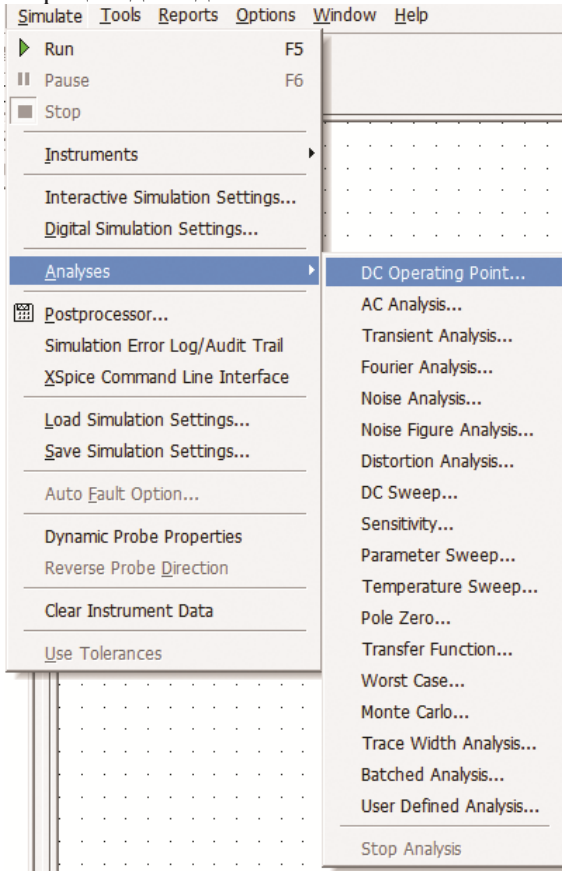 Simulate Tools Reports Options Window Help
Run F5
Pause F6
Stop
Instruments
Interactive Simulation Settings...
Digital Simulation Settings...
Analyses
Postprocessor...
Simulation Error Log/Audit Trail
XSpice Command Line Interface
Load Simulation Settings...
Save Simulation Settings...
Auto Fault Option...
Dynamic Probe Properties
Reverse Probe Direction
Clear Instrument Data
Use Tolerances
DC Operating Point...
AC Analysis...
Transient Analysis...
Fourier Analysis...
Noise Analysis...
Noise Figure Analysis...
Distortion Analysis...
DC Sweep...
Sensitivity...
Parameter Sweep...
Temperature Sweep...
Pole Zero...
Transfer Function...
Worst Case...
Monte Carlo...
Trace Width Analysis...
Batched Analysis...
User Defined Analysis...
Stop Analysis